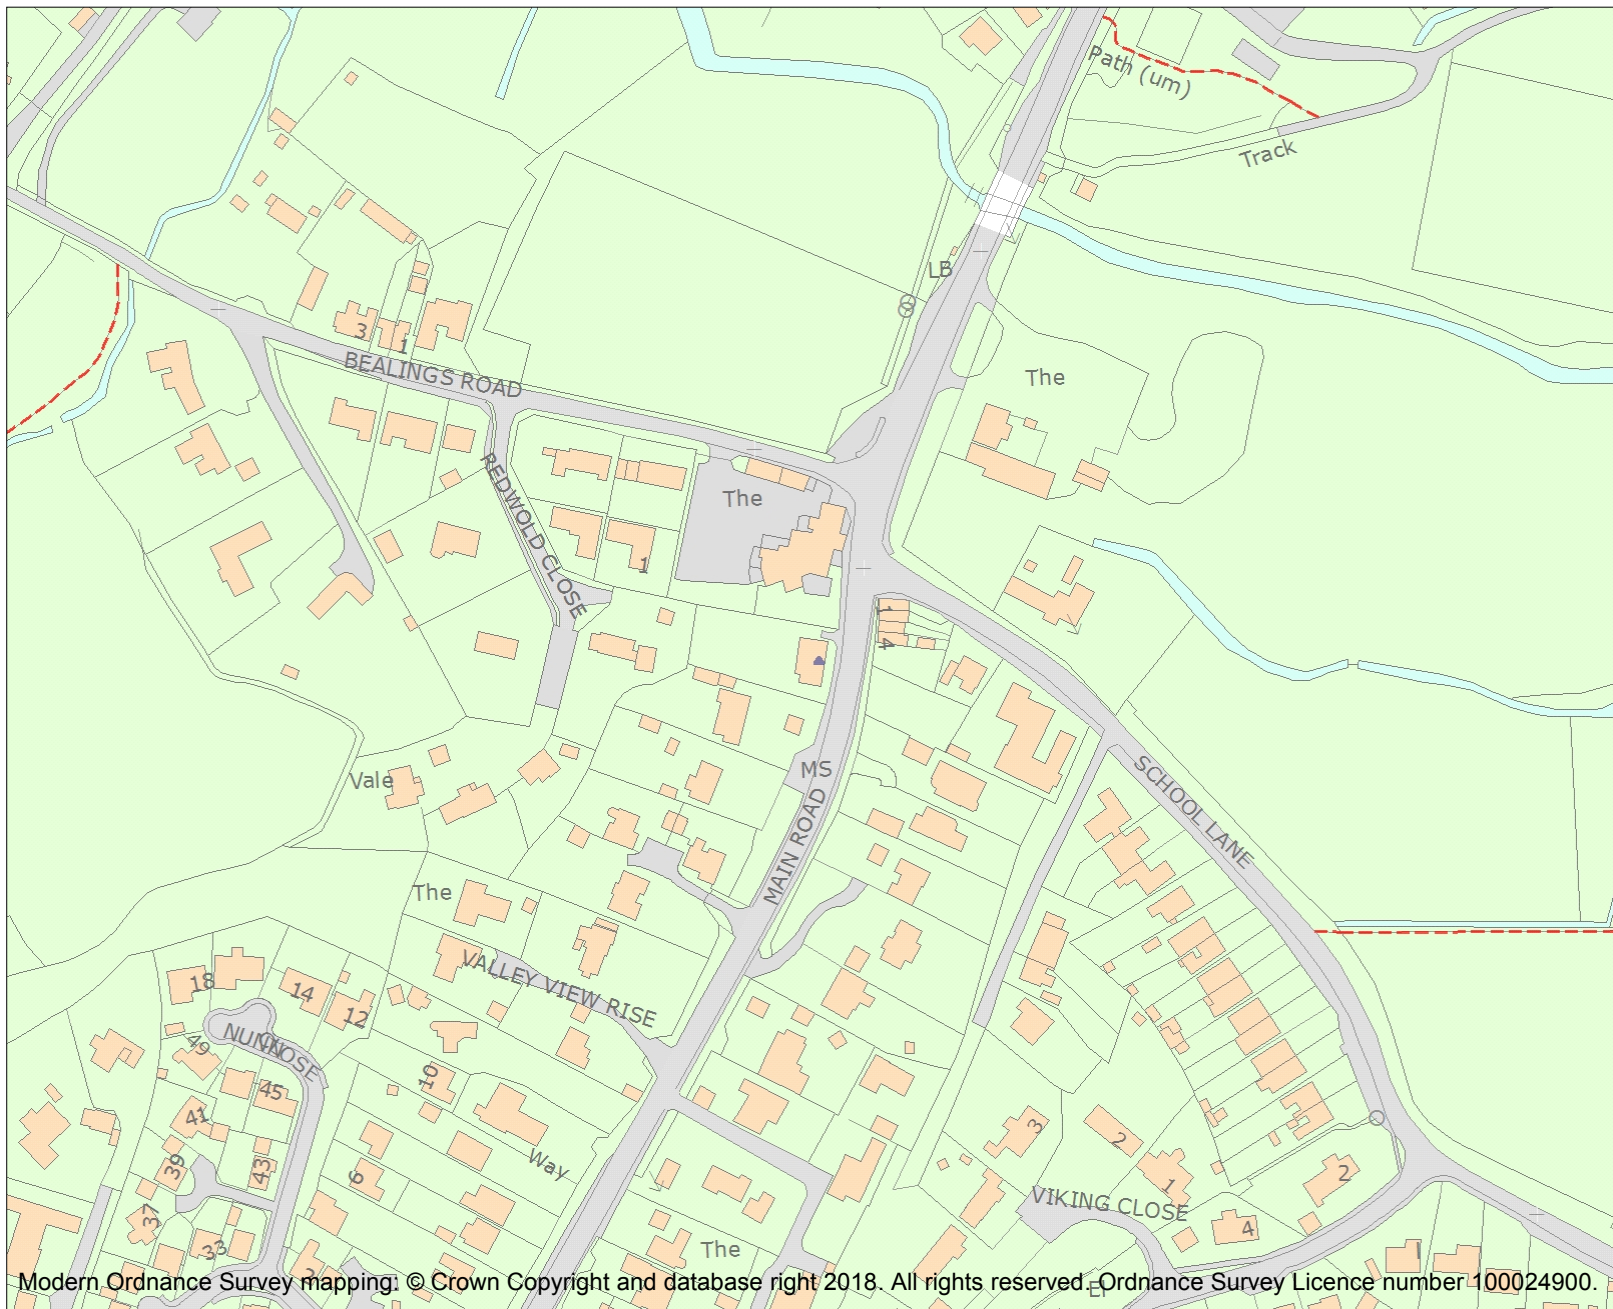 Path (um)
Track
LB
The
3
1
BEALINGS ROAD
REDWOLD CLOSE
The
1
1
4
MS
MAIN ROAD
SCHOOL LANE
Vale
The
VALLEY VIEW RISE
18
14
12
NUNN CLOSE
49
45
41
43
39
37
33
10
6
Way
3
2
1
VIKING CLOSE
2
4
The
Modern Ordnance Survey mapping: © Crown Copyright and database right 2018. All rights reserved. Ordnance Survey Licence number 100024900.